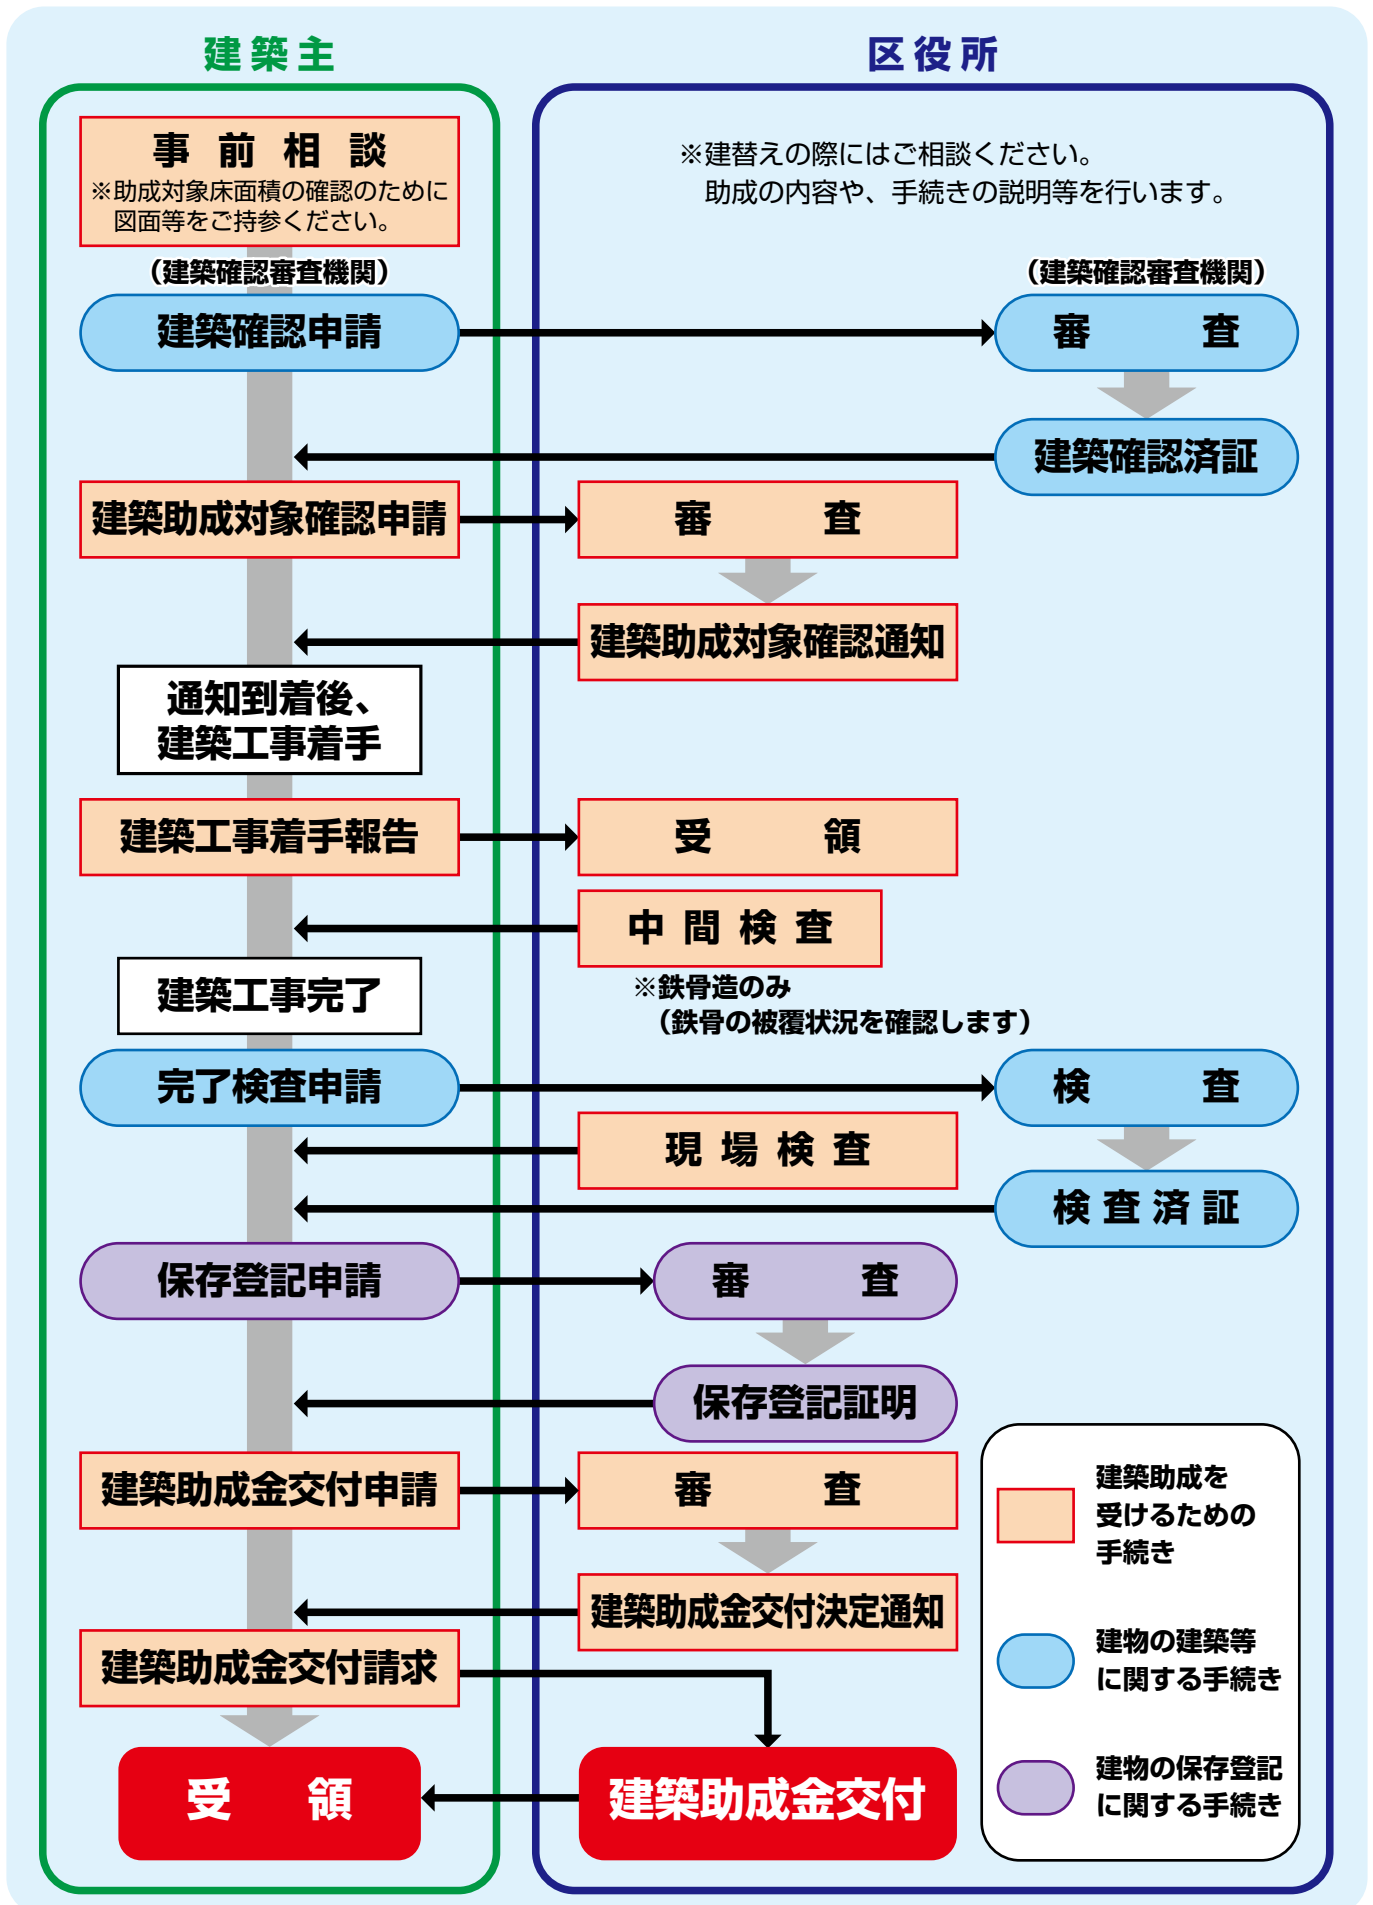 建築主
区役所
事前相談
※助成対象床面積の確認のために
図面等をご持参ください。
※建替えの際にはご相談ください。
助成の内容や、手続きの説明等を行います。
（建築確認審査機関）
（建築確認審査機関）
建築確認申請
審査
建築確認済証
建築助成対象確認申請
審査
建築助成対象確認通知
通知到着後、
建築工事着手
建築工事着手報告
受領
中間検査
※鉄骨造のみ
（鉄骨の被覆状況を確認します）
建築工事完了
完了検査申請
検査
現場検査
検査済証
保存登記申請
審査
保存登記証明
建築助成金交付申請
審査
建築助成金交付決定通知
建築助成金交付請求
受領
建築助成金交付
建築助成を
受けるための
手続き
建物の建築等
に関する手続き
建物の保存登記
に関する手続き